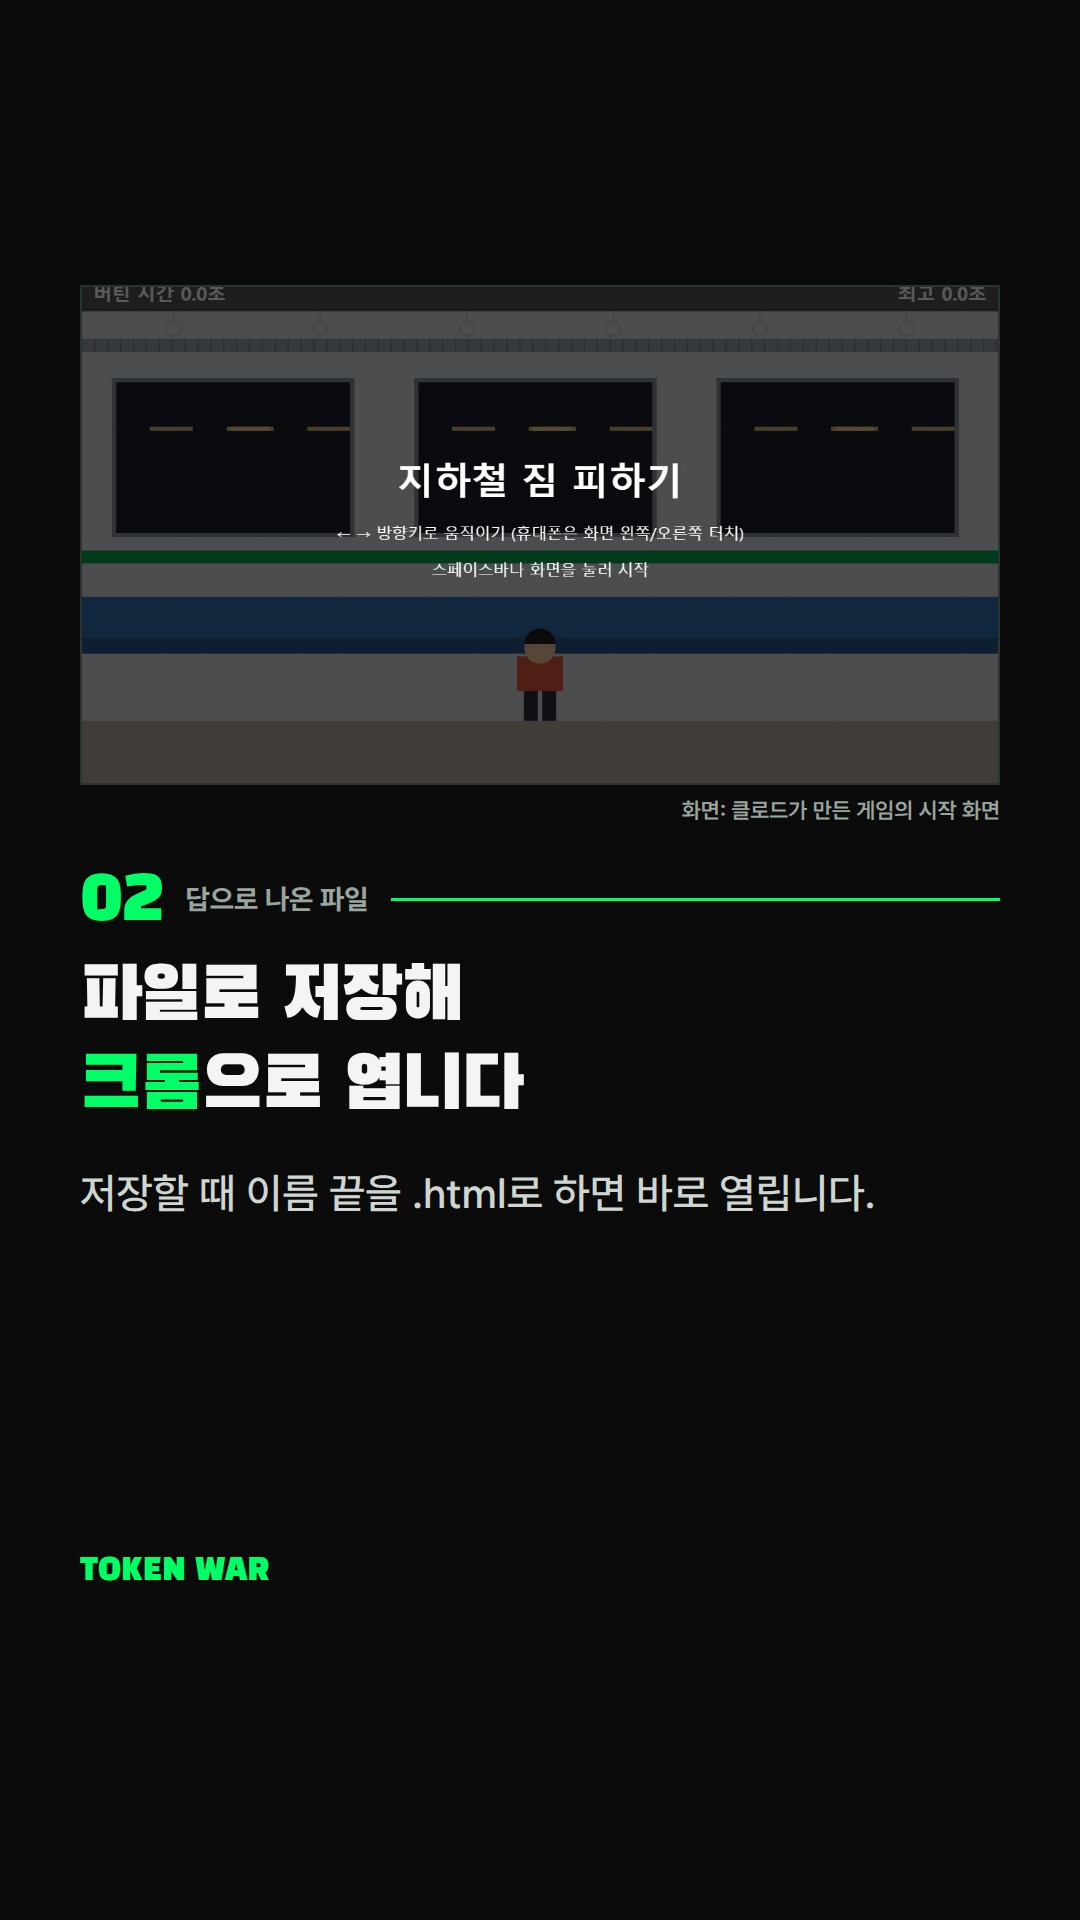 버틴 시간 0.0초
최고 0.0초
지하철 짐 피하기
←→ 방향키로 움직이기 (휴대폰은 화면 왼쪽/오른쪽 터치)
스페이스바나 화면을 눌러 시작
화면: 클로드가 만든 게임의 시작 화면
02 답으로 나온 파일
파일로 저장해
크롬으로 엽니다
저장할 때 이름 끝을 .html로 하면 바로 열립니다.
TOKEN WAR